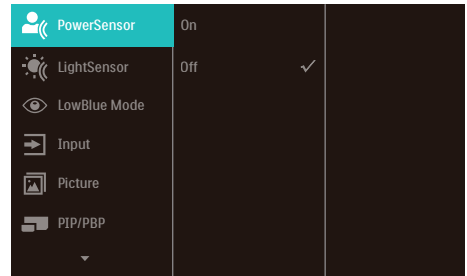 PowerSensor
On
LightSensor
Off
LowBlue Mode
Input
Picture
PIP/PBP